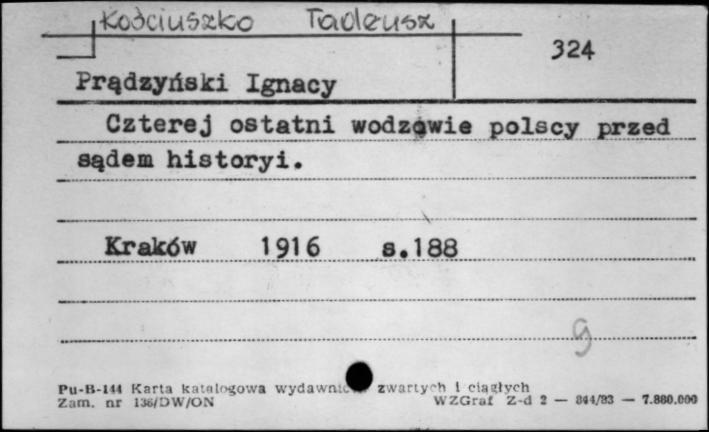 Kościuszko Tadeusz
324
Prądzyński Ignacy
Czterej ostatni wodzowie polscy przed
sądem historyi.
Kraków 1916 s.188
9
Pu-B-144 Karta katalogowa zwartych i ciągłych
Zam. nr 136/DW/ON WZGraf Z-d 2 — 844/83 — 7.880.000